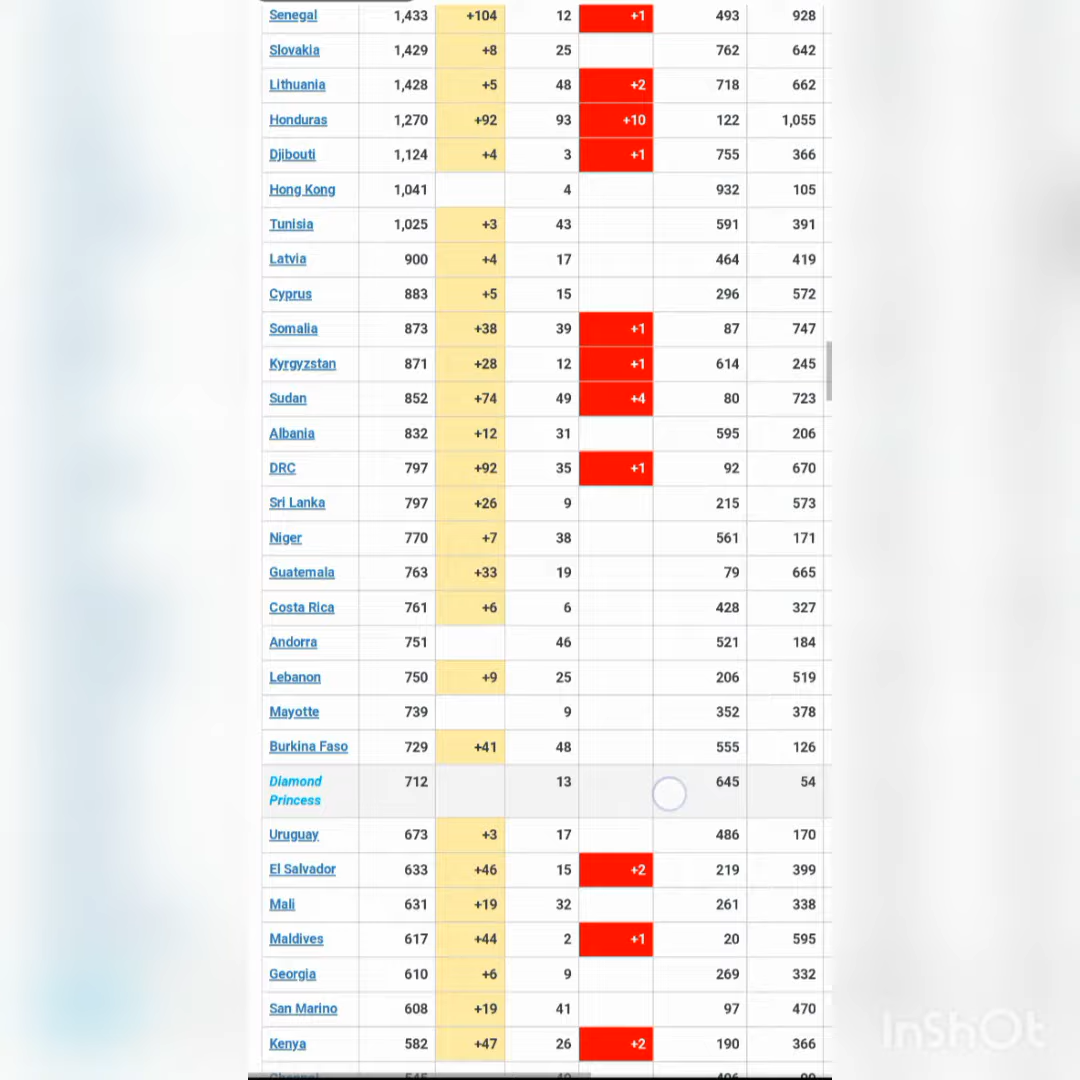 Senegal 1,433 +104 12 +1 493 928
Slovakia 1,429 +8 25 762 642
Lithuania 1,428 +5 48 +2 718 662
Honduras 1,270 +92 93 +10 122 1,055
Djibouti 1,124 +4 3 +1 755 366
Hong Kong 1,041 4 932 105
Tunisia 1,025 +3 43 591 391
Latvia 900 +4 17 464 419
Cyprus 883 +5 15 296 572
Somalia 873 +38 39 +1 87 747
Kyrgyzstan 871 +28 12 +1 614 245
Sudan 852 +74 49 +4 80 723
Albania 832 +12 31 595 206
DRC 797 +92 35 +1 92 670
Sri Lanka 797 +26 9 215 573
Niger 770 +7 38 561 171
Guatemala 763 +33 19 79 665
Costa Rica 761 +6 6 428 327
Andorra 751 46 521 184
Lebanon 750 +9 25 206 519
Mayotte 739 9 352 378
Burkina Faso 729 +41 48 555 126
Diamond 712 13 645 54
Princess
Uruguay 673 +3 17 486 170
El Salvador 633 +46 15 +2 219 399
Mali 631 +19 32 261 338
Maldives 617 +44 2 +1 20 595
Georgia 610 +6 9 269 332
San Marino 608 +19 41 97 470
Kenya 582 +47 26 +2 190 366
InShOt